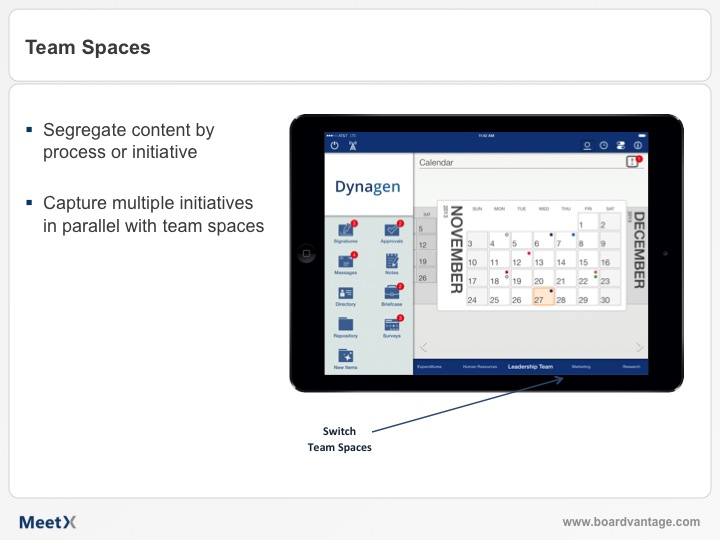 Team Spaces
Segregate content by
process or initiative
Capture multiple initiatives
in parallel with team spaces
AT&T LTE
11:42 AM
Calendar
Dynagen
Signatures
Approvals
Messages
Notes
Directory
Briefcase
Repository
Surveys
New Items
SAT
5
12
19
26
2013
NOVEMBER
SUN MON TUE WED THU FRI SAT
1 2
3 4 5 6 7 8 9
10 11 12 13 14 15 16
17 18 19 20 21 22 23
24 25 26 27 28 29 30
2013
DECEMBER
Expenditures Human Resources Leadership Team Marketing Research
Switch
Team Spaces
MeetX
www.boardvantage.com